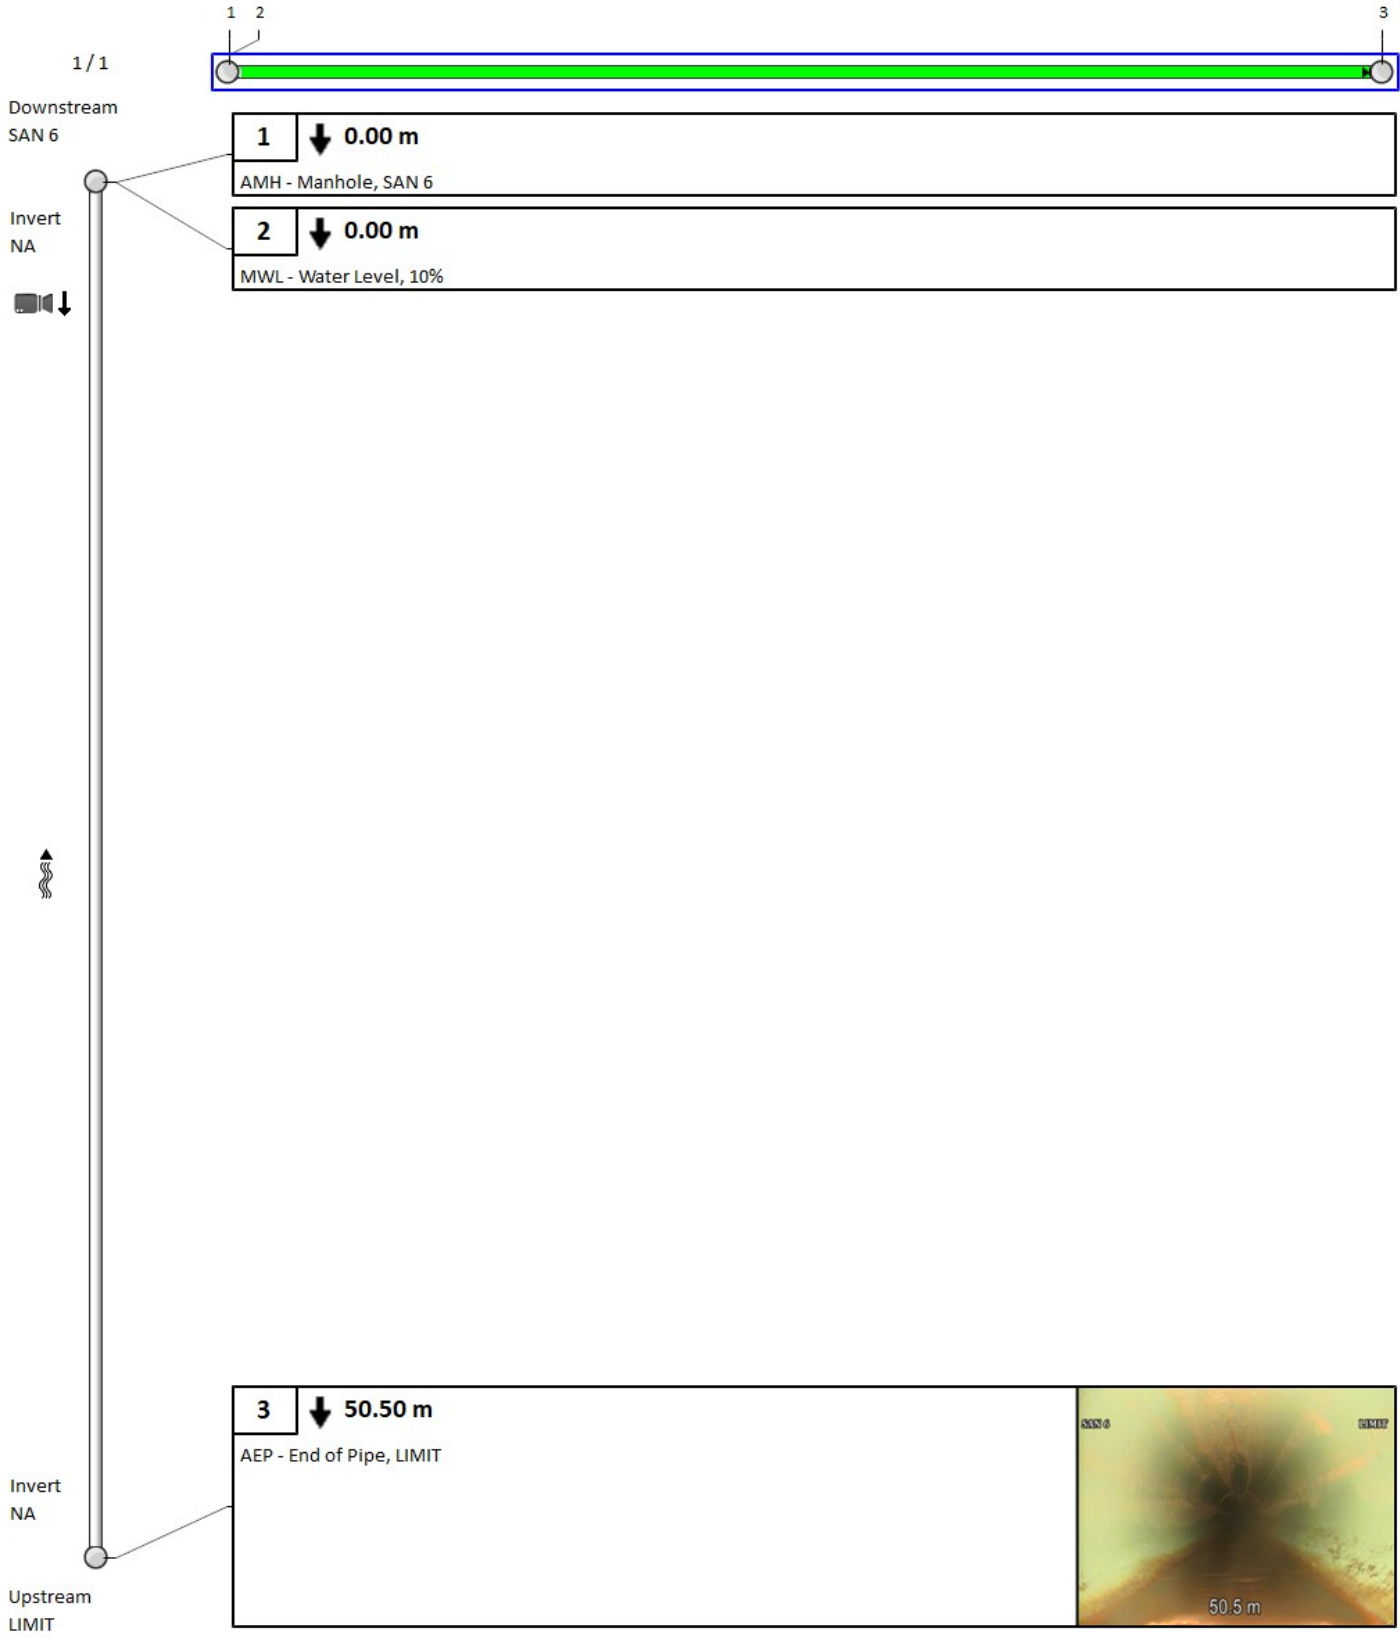 1 2 3
1 / 1
Downstream
SAN 6
1 0.00 m
AMH - Manhole, SAN 6
2 0.00 m
MWL - Water Level, 10%
Invert
NA
3 50.50 m
AEP - End of Pipe, LIMIT
SAN 6 LIMIT
50.5 m
Invert
NA
Upstream
LIMIT